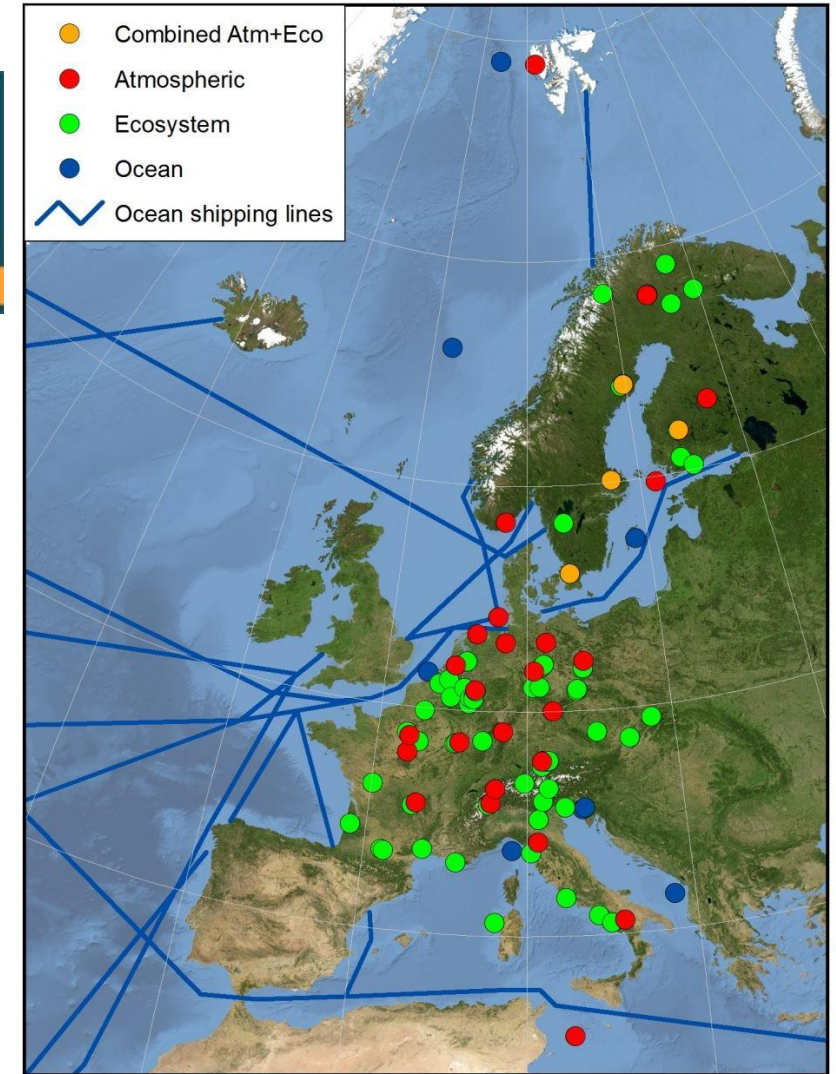 Combined Atm+Eco
Atmospheric
Ecosystem
Ocean
Ocean shipping lines